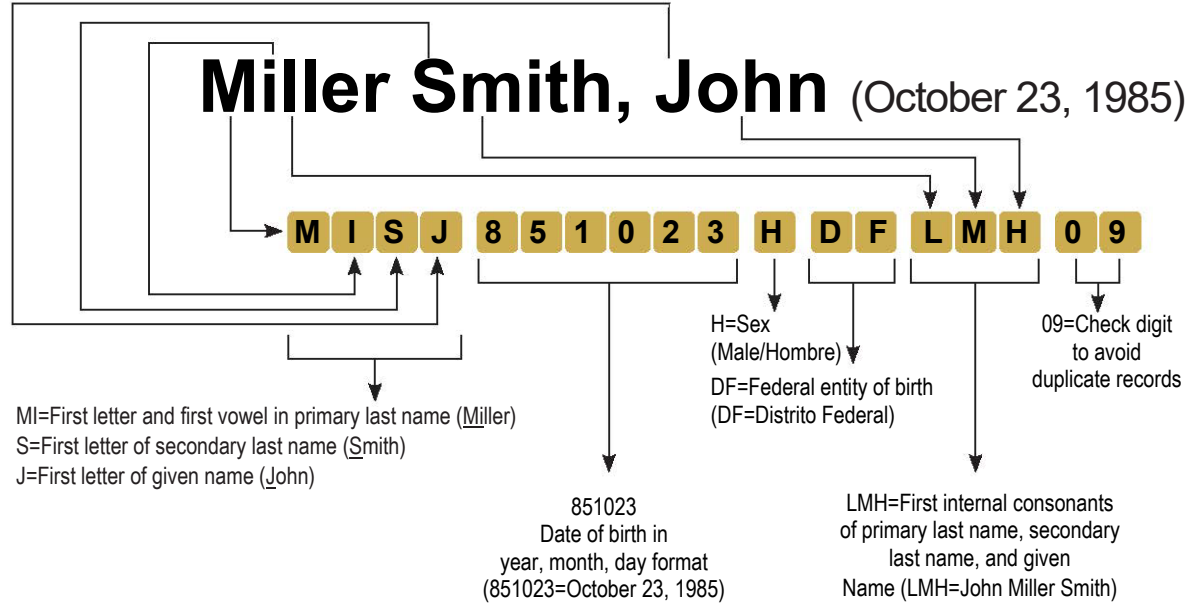 Miller Smith, John (October 23, 1985)
M I S J 8 5 1 0 2 3 H D F L M H 0 9
MI=First letter and first vowel in primary last name (Miller)
S=First letter of secondary last name (Smith)
J=First letter of given name (John)
851023
Date of birth in
year, month, day format
(851023=October 23, 1985)
H=Sex
(Male/Hombre)
DF=Federal entity of birth
(DF=Distrito Federal)
LMH=First internal consonants
of primary last name, secondary
last name, and given
Name (LMH=John Miller Smith)
09=Check digit
to avoid
duplicate records